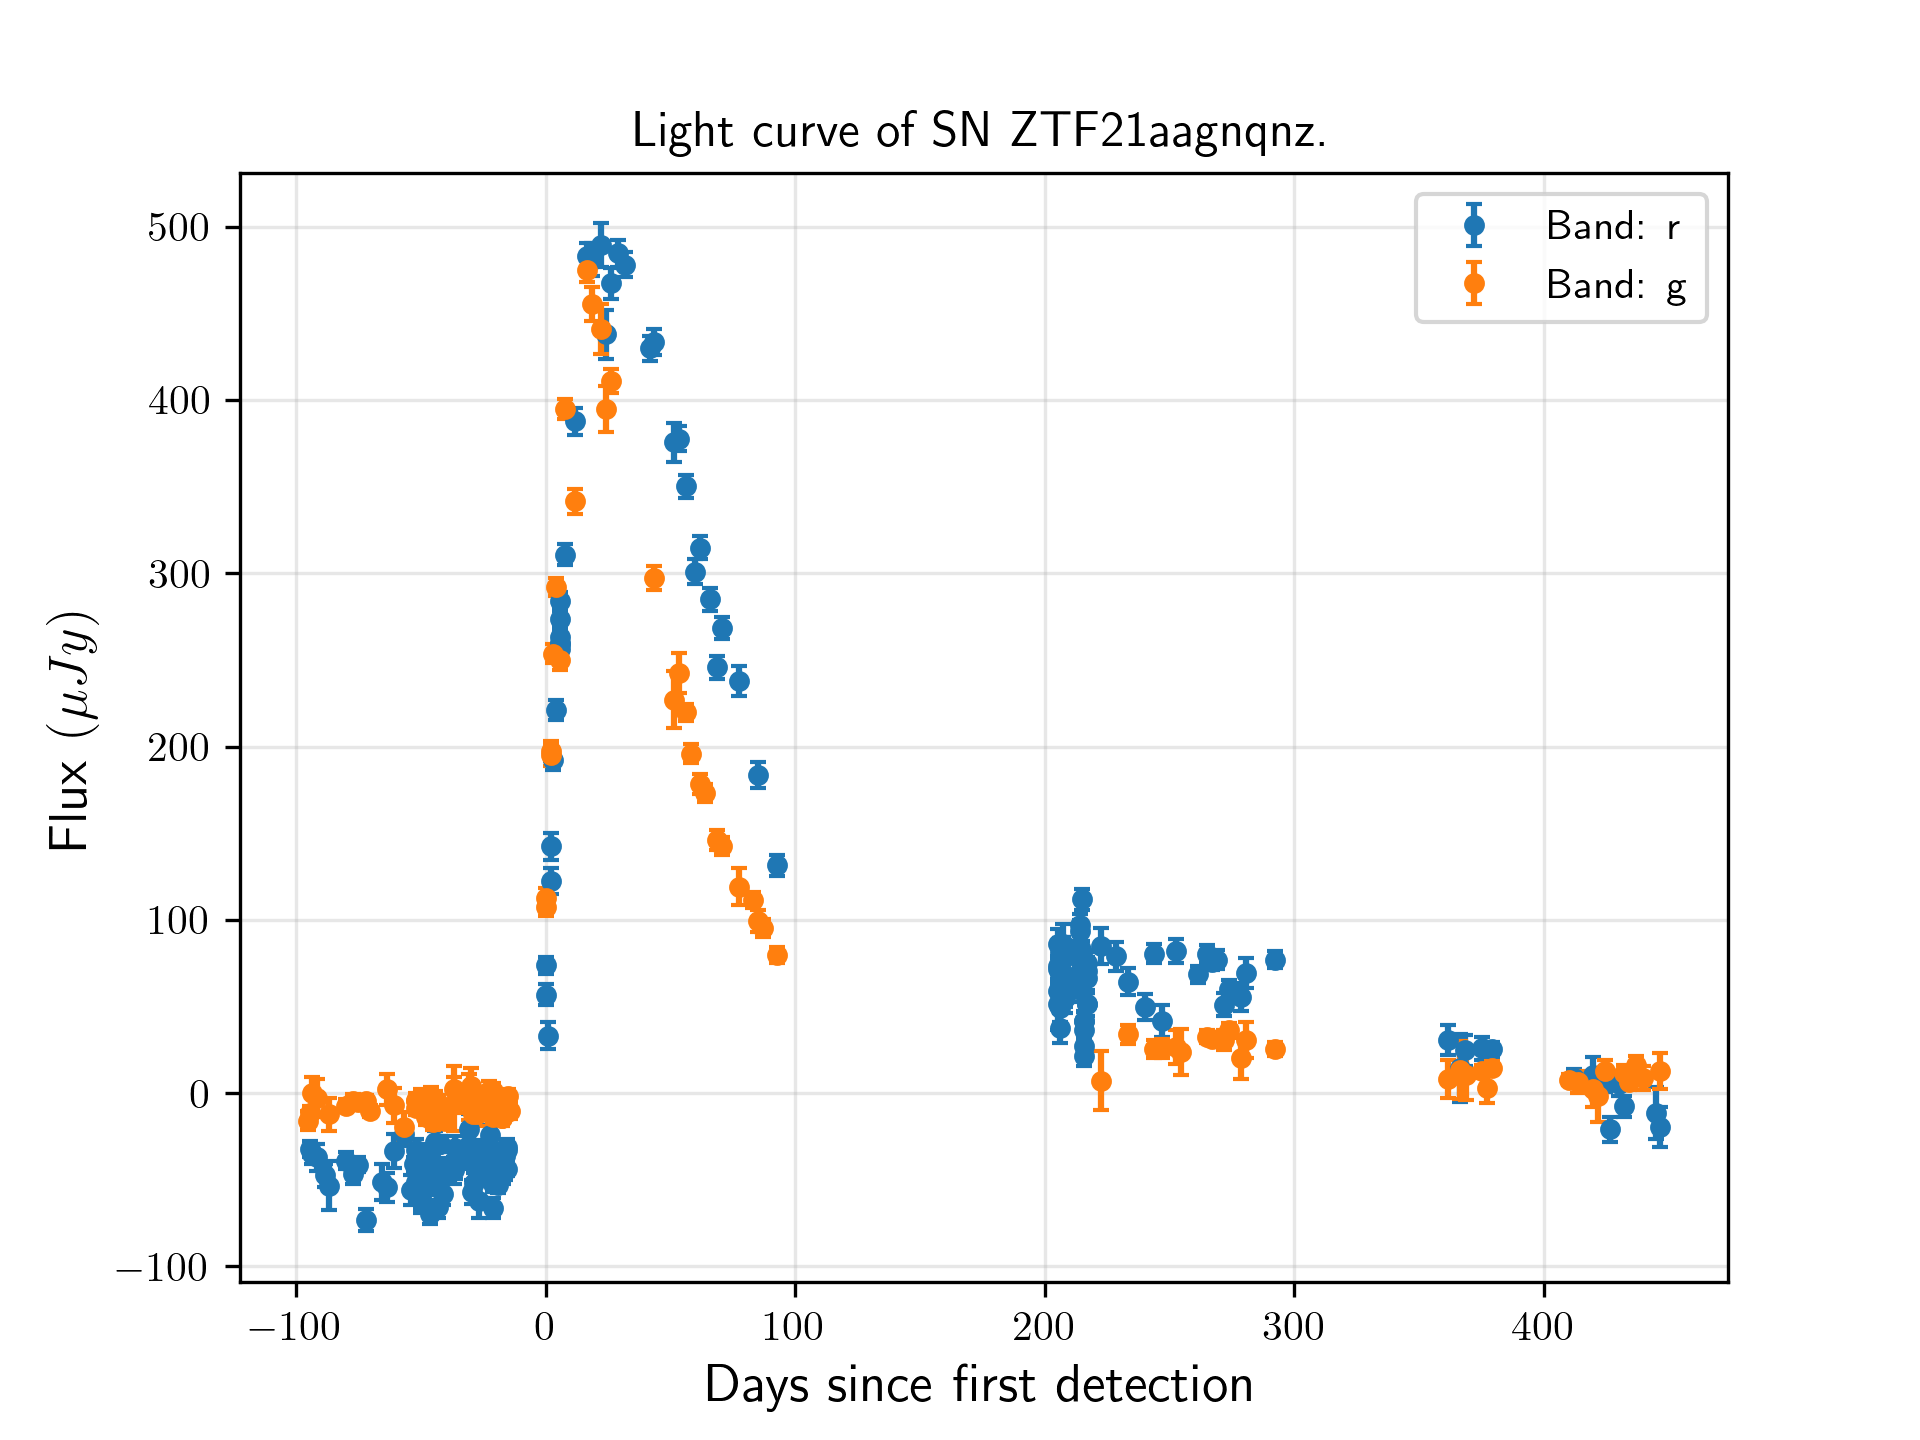 Light curve of SN ZTF21aagnqnz.
Band: r
Band: g
500
400
300
200
100
0
−100
Flux (μJy)
−100 0 100 200 300 400
Days since first detection